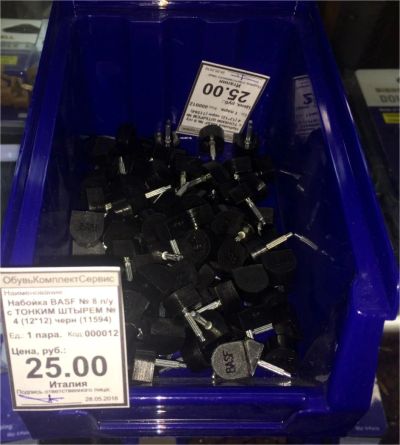 25.00
Италия
ОбувьКомплектСервис
Наименование
Набойка BASF № 8 п/у
с ТОНКИМ ШТЫРЕМ №
4 (12*12) черн (11594)
Ед.: 1 пара. Код:000012
Цена, руб.:
25.00
Италия
Подпись ответственного лица:
28.05.2016
BASF